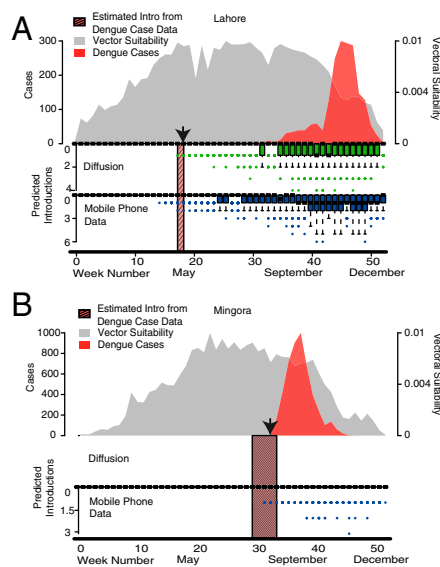 A
Estimated Intro from
Dengue Case Data
Lahore
Vector Suitability
Dengue Cases
300
200
100
0
Cases
0.01
0.004
0
Vectoral Suitability
0
2
4
Diffusion
Predicted
Introductions
0
3
6
Mobile Phone
Data
0 10 20 30 40 50
Week Number May September December
B
Estimated Intro from
Dengue Case Data
Mingora
Vector Suitability
Dengue Cases
1000
800
600
400
200
0
Cases
0.01
0.004
0
Vectoral Suitability
Diffusion
Predicted
Introductions
0
1.5
3
Mobile Phone
Data
0 10 20 30 40 50
Week Number May September December